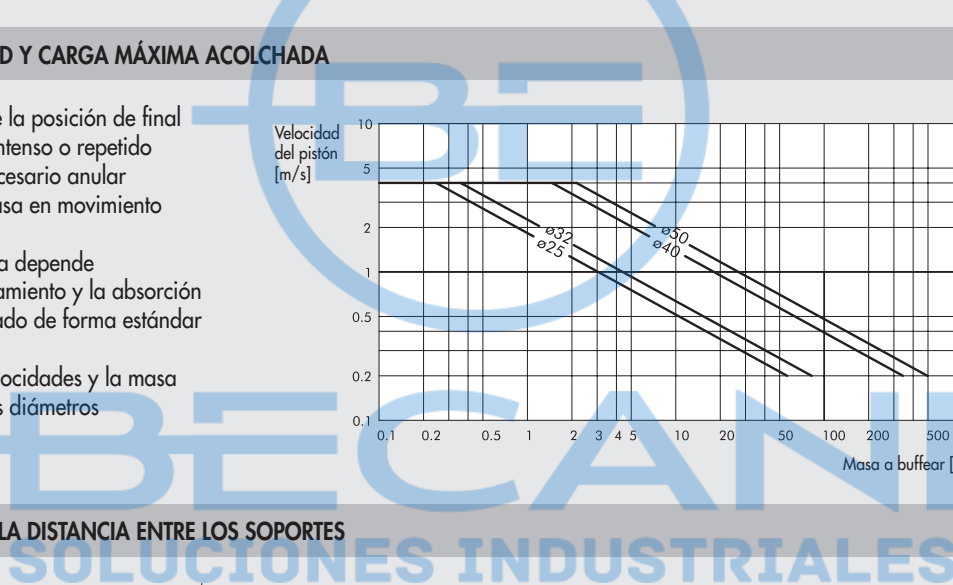 D Y CARGA MÁXIMA ACOLCHADA
BE
e la posición de final
ntenso o repetido
cesario anular
asa en movimiento
a depende
amiento y la absorción
ado de forma estándar
ocidades y la masa
s diámetros
Velocidad
del pistón
[m/s]
10
5
2
1
0.5
0.2
0.1
ø32
ø25
ø50
ø40
0.1 0.2 0.5 1 2 3 4 5 10 20 50 100 200 500
Masa a buffear [
BECAN
LA DISTANCIA ENTRE LOS SOPORTES
SOLUCIONES INDUSTRIALES